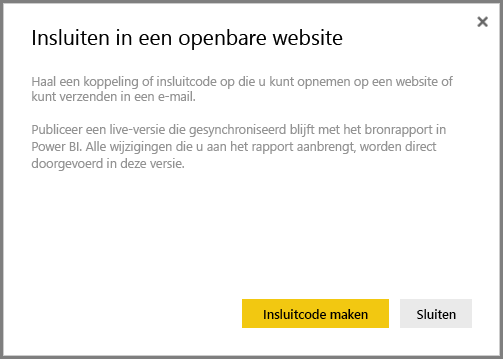 Insluiten in een openbare website
Haal een koppeling of insluitcode op die u kunt opnemen op een website of
kunt verzenden in een e-mail.
Publiceer een live-versie die gesynchroniseerd blijft met het bronrapport in
Power BI. Alle wijzigingen die u aan het rapport aanbrengt, worden direct
doorgevoerd in deze versie.
Insluitcode maken
Sluiten